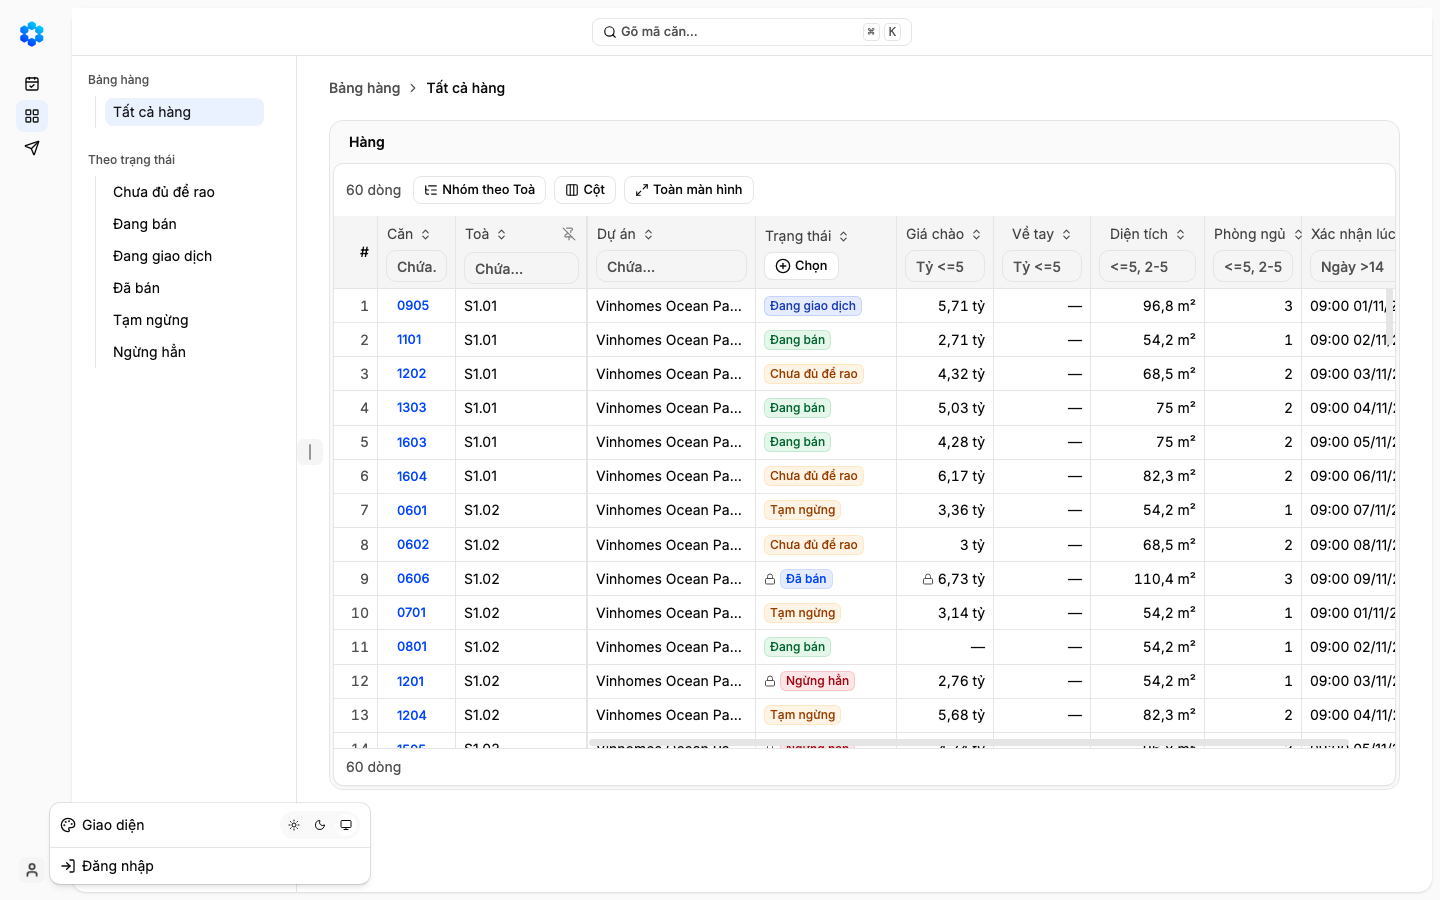 Gõ mã căn... ⌘ K
Bảng hàng
Tất cả hàng
Theo trạng thái
Chưa đủ để rao
Đang bán
Đang giao dịch
Đã bán
Tạm ngừng
Ngừng hẳn
Bảng hàng > Tất cả hàng
Hàng
60 dòng Nhóm theo Toà Cột Toàn màn hình
# Căn Toà Dự án Trạng thái Giá chào Về tay Diện tích Phòng ngủ Xác nhận lúc
Chứa. Chứa... Chứa... Chọn Tỷ <=5 Tỷ <=5 <=5, 2-5 <=5, 2-5 Ngày >14
1 0905 S1.01 Vinhomes Ocean Pa... Đang giao dịch 5,71 tỷ — 96,8 m² 3 09:00 01/11/2
2 1101 S1.01 Vinhomes Ocean Pa... Đang bán 2,71 tỷ — 54,2 m² 1 09:00 02/11/2
3 1202 S1.01 Vinhomes Ocean Pa... Chưa đủ để rao 4,32 tỷ — 68,5 m² 2 09:00 03/11/2
4 1303 S1.01 Vinhomes Ocean Pa... Đang bán 5,03 tỷ — 75 m² 2 09:00 04/11/2
5 1603 S1.01 Vinhomes Ocean Pa... Đang bán 4,28 tỷ — 75 m² 2 09:00 05/11/2
6 1604 S1.01 Vinhomes Ocean Pa... Chưa đủ để rao 6,17 tỷ — 82,3 m² 2 09:00 06/11/2
7 0601 S1.02 Vinhomes Ocean Pa... Tạm ngừng 3,36 tỷ — 54,2 m² 1 09:00 07/11/2
8 0602 S1.02 Vinhomes Ocean Pa... Chưa đủ để rao 3 tỷ — 68,5 m² 2 09:00 08/11/2
9 0606 S1.02 Vinhomes Ocean Pa... Đã bán 6,73 tỷ — 110,4 m² 3 09:00 09/11/2
10 0701 S1.02 Vinhomes Ocean Pa... Tạm ngừng 3,14 tỷ — 54,2 m² 1 09:00 01/11/2
11 0801 S1.02 Vinhomes Ocean Pa... Đang bán — — 54,2 m² 1 09:00 02/11/2
12 1201 S1.02 Vinhomes Ocean Pa... Ngừng hẳn 2,76 tỷ — 54,2 m² 1 09:00 03/11/2
13 1204 S1.02 Vinhomes Ocean Pa... Tạm ngừng 5,68 tỷ — 82,3 m² 2 09:00 04/11/2
60 dòng
Giao diện
Đăng nhập